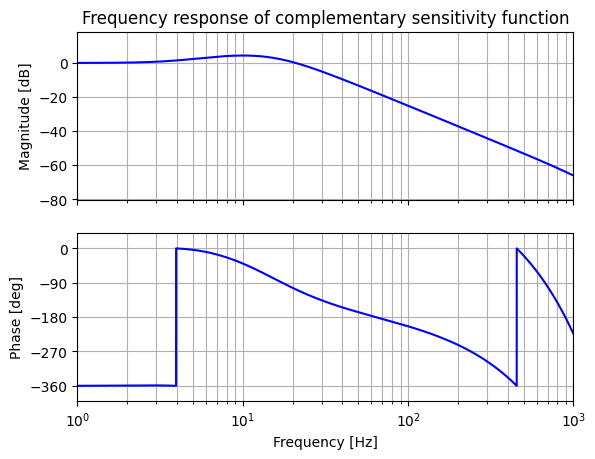 Frequency response of complementary sensitivity function
Magnitude [dB]
0
−20
−40
−60
−80
Phase [deg]
0
−90
−180
−270
−360
10⁰ 10¹ 10² 10³
Frequency [Hz]